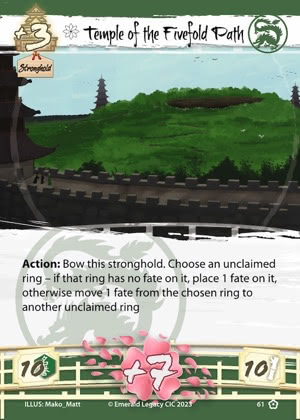 +3
Temple of the Fivefold Path
Stronghold
Action: Bow this stronghold. Choose an unclaimed
ring – if that ring has no fate on it, place 1 fate on it,
otherwise move 1 fate from the chosen ring to
another unclaimed ring
10
+7
10
ILLUS: Mako_Matt
© Emerald Legacy CIC 2023
61